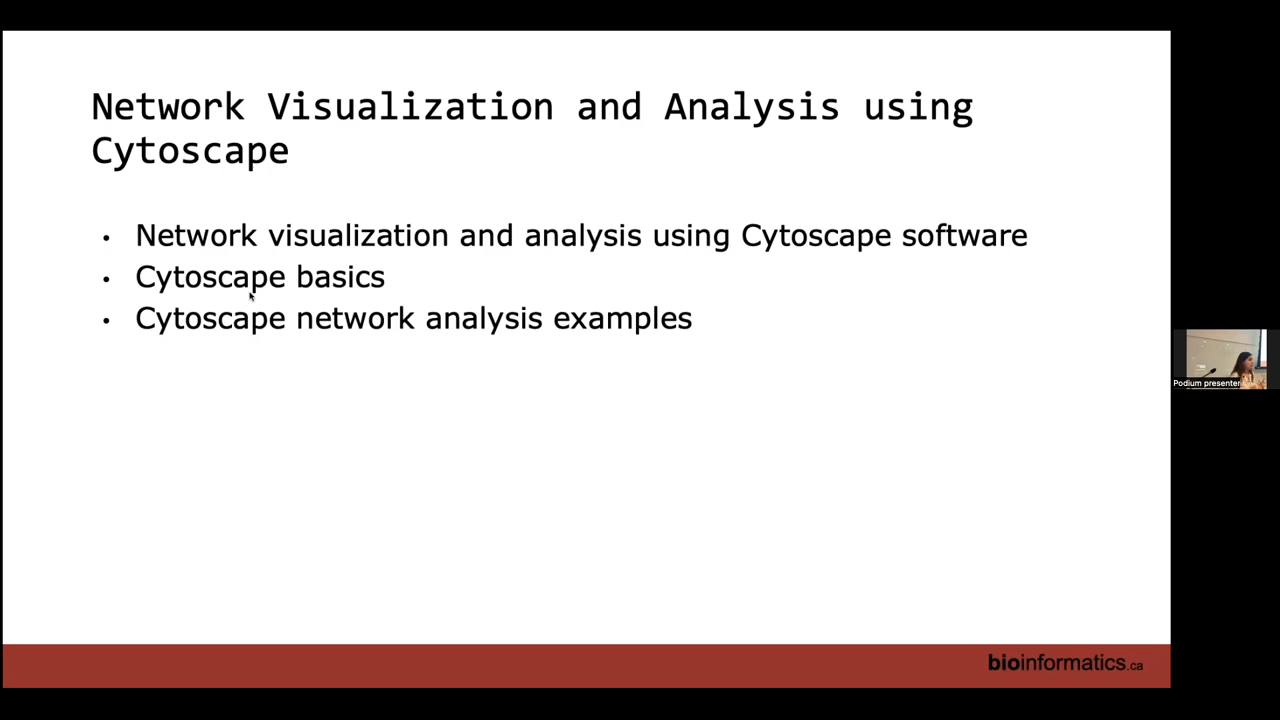 Network Visualization and Analysis using
Cytoscape
• Network visualization and analysis using Cytoscape software
• Cytoscape basics
• Cytoscape network analysis examples
Podium presenter
bioinformatics.ca